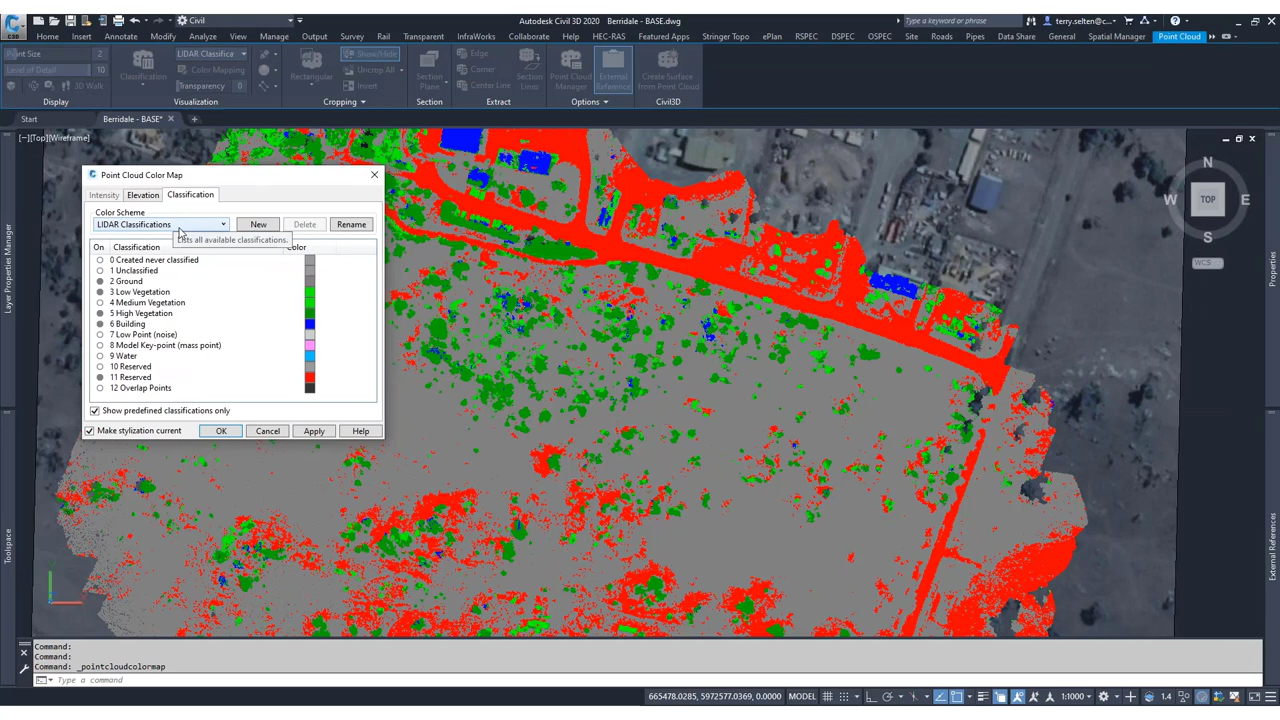 Civil
Autodesk Civil 3D 2020 Berridale - BASE.dwg
Type a keyword or phrase
terry.selten@c...
C3D
Home Insert Annotate Modify Analyze View Manage Output Survey Rail Transparent InfraWorks Collaborate Help HEC-RAS Featured Apps Stringer Topo ePlan RSPEC DSPEC OSPEC Site Roads Pipes Data Share General Spatial Manager Point Cloud
Point Size 2
Level of Detail 10
3D Walk
Display
Classification
LIDAR Classifica
Color Mapping
Transparency 0
Visualization
Rectangular
Show/Hide
Uncrop All
Invert
Cropping
Section Plane
Section
Section Lines
Edge
Corner
Center Line
Extract
Point Cloud Manager
External Reference
Options
Create Surface from Point Cloud
Civil3D
Start
Berridale - BASE*
[−][Top][Wireframe]
N
W TOP E
S
WCS
Layer Properties Manager
Toolspace
Properties
External References
Point Cloud Color Map
Intensity Elevation Classification
Color Scheme
LIDAR Classifications New Delete Rename
Lists all available classifications.
On Classification Color
0 Created never classified
1 Unclassified
2 Ground
3 Low Vegetation
4 Medium Vegetation
5 High Vegetation
6 Building
7 Low Point (noise)
8 Model Key-point (mass point)
9 Water
10 Reserved
11 Reserved
12 Overlap Points
Show predefined classifications only
Make stylization current OK Cancel Apply Help
Command:
Command:
Command: _pointcloudcolormap
Type a command
665478.0285, 5972577.0369, 0.0000 MODEL 1:1000 1.4